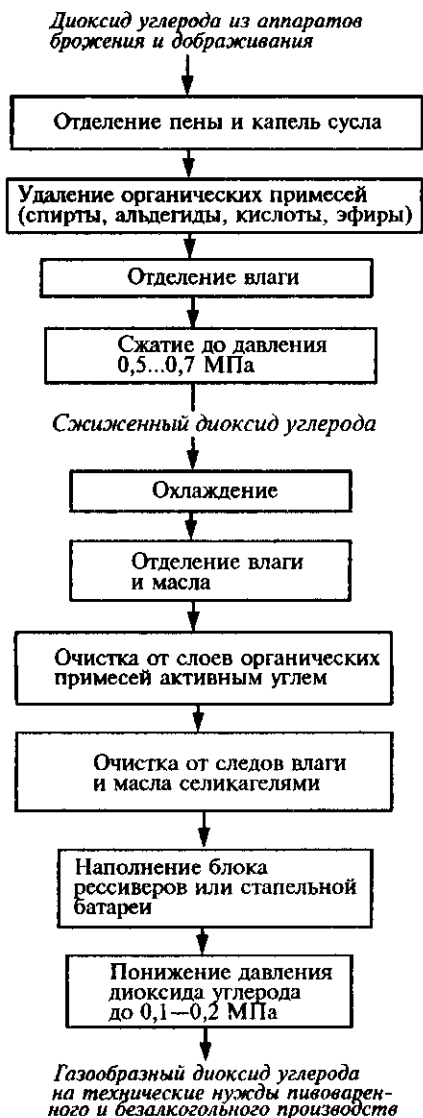 Диоксид углерода из аппаратов
брожения и дображивания
Отделение пены и капель сусла
Удаление органических примесей
(спирты, альдегиды, кислоты, эфиры)
Отделение влаги
Сжатие до давления
0,5...0,7 МПа
Сжиженный диоксид углерода
Охлаждение
Отделение влаги
и масла
Очистка от слоев органических
примесей активным углем
Очистка от следов влаги
и масла селикагелями
Наполнение блока
рессиверов или стапельной
батареи
Понижение давления
диоксида углерода
до 0,1—0,2 МПа
Газообразный диоксид углерода
на технические нужды пивоварен-
ного и безалкогольного производств